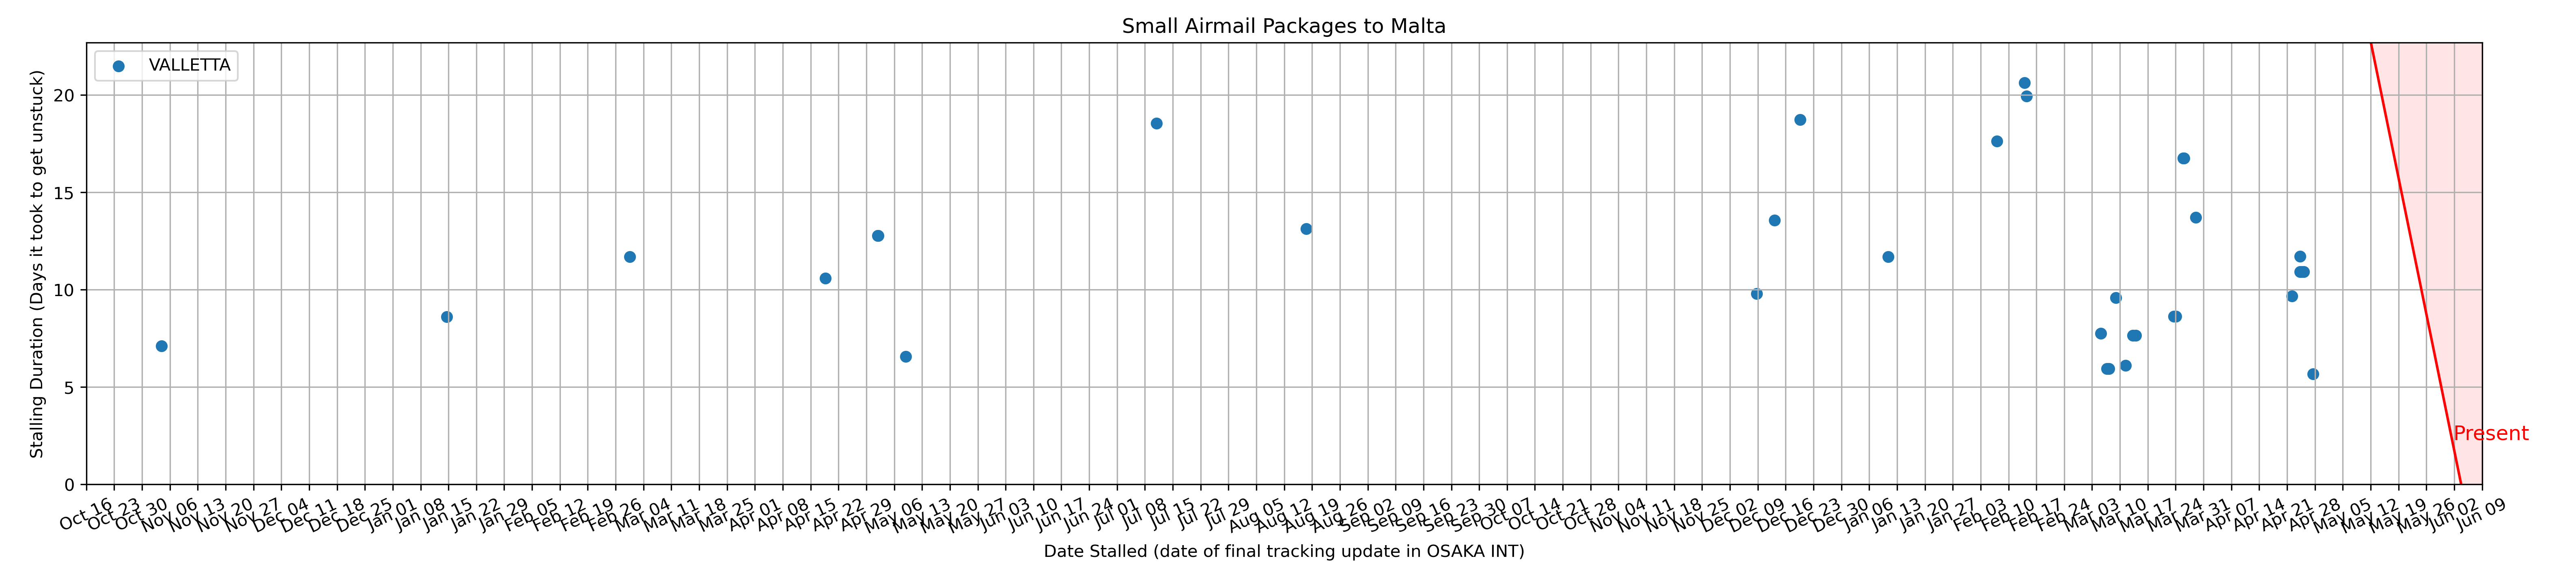 Small Airmail Packages to Malta
VALLETTA
Stalling Duration (Days it took to get unstuck)
20
15
10
5
0
Present
Oct 16 Oct 23 Oct 30 Nov 06 Nov 13 Nov 20 Nov 27 Dec 04 Dec 11 Dec 18 Dec 25 Jan 01 Jan 08 Jan 15 Jan 22 Jan 29 Feb 05 Feb 12 Feb 19 Feb 26 Mar 04 Mar 11 Mar 18 Mar 25 Apr 01 Apr 08 Apr 15 Apr 22 Apr 29 May 06 May 13 May 20 May 27 Jun 03 Jun 10 Jun 17 Jun 24 Jul 01 Jul 08 Jul 15 Jul 22 Jul 29 Aug 05 Aug 12 Aug 19 Aug 26 Sep 02 Sep 09 Sep 16 Sep 23 Sep 30 Oct 07 Oct 14 Oct 21 Oct 28 Nov 04 Nov 11 Nov 18 Nov 25 Dec 02 Dec 09 Dec 16 Dec 23 Dec 30 Jan 06 Jan 13 Jan 20 Jan 27 Feb 03 Feb 10 Feb 17 Feb 24 Mar 03 Mar 10 Mar 17 Mar 24 Mar 31 Apr 07 Apr 14 Apr 21 Apr 28 May 05 May 12 May 19 May 26 Jun 02 Jun 09
Date Stalled (date of final tracking update in OSAKA INT)